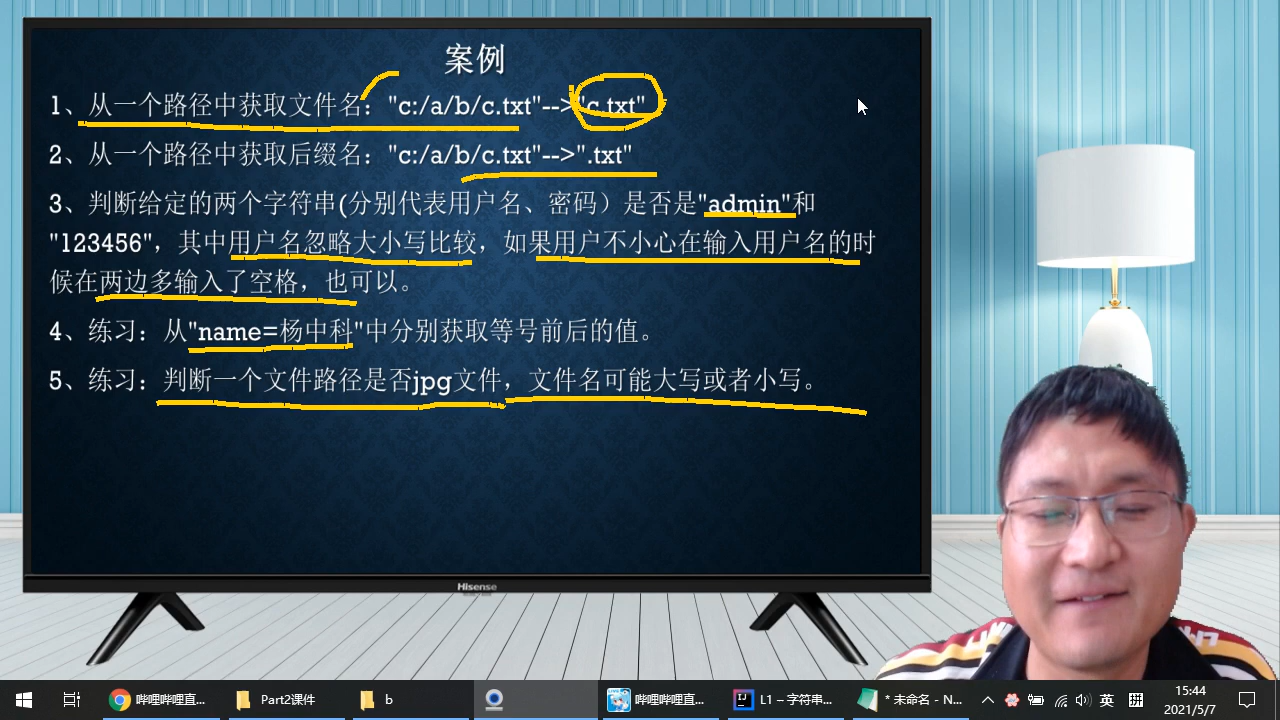 案例
1、从一个路径中获取文件名："c:/a/b/c.txt"-->"c.txt"
2、从一个路径中获取后缀名："c:/a/b/c.txt"-->".txt"
3、判断给定的两个字符串(分别代表用户名、密码）是否是"admin"和
"123456"，其中用户名忽略大小写比较，如果用户不小心在输入用户名的时
候在两边多输入了空格，也可以。
4、练习：从"name=杨中科"中分别获取等号前后的值。
5、练习：判断一个文件路径是否jpg文件，文件名可能大写或者小写。
Hisense
哔哩哔哩直...
Part2课件
b
哔哩哔哩直...
L1 – 字符串...
* 未命名 - N...
英
拼
15:44
2021/5/7